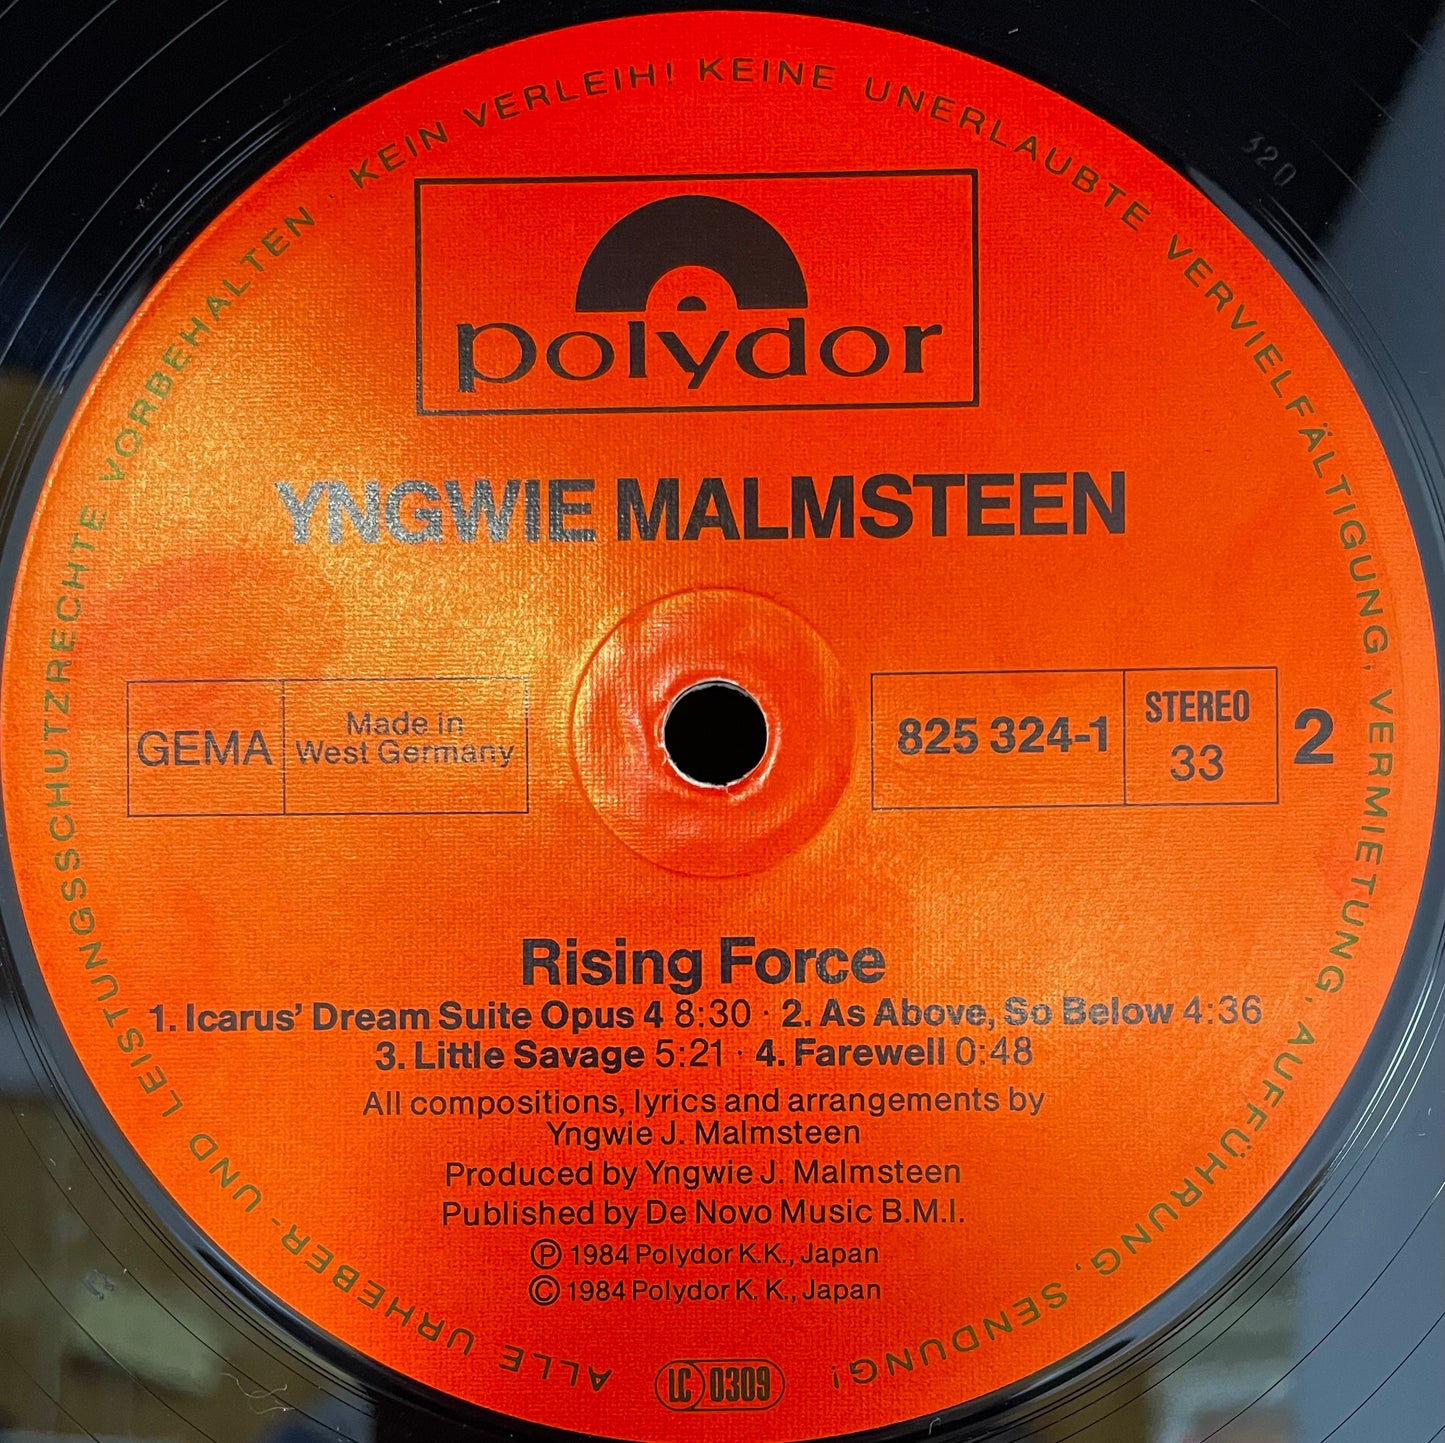 ALLE URHEBER- UND LEISTUNGSSCHUTZRECHTE VORBEHALTEN · KEIN VERLEIH! KEINE UNERLAUBTE VERVIELFÄLTIGUNG, VERMIETUNG, AUFFÜHRUNG, SENDUNG!
320
polydor
YNGWIE MALMSTEEN
GEMA
Made in
West Germany
825 324-1
STEREO
33
2
Rising Force
1. Icarus' Dream Suite Opus 4 8:30 · 2. As Above, So Below 4:36
3. Little Savage 5:21 · 4. Farewell 0:48
All compositions, lyrics and arrangements by
Yngwie J. Malmsteen
Produced by Yngwie J. Malmsteen
Published by De Novo Music B.M.I.
Ⓟ 1984 Polydor K.K., Japan
© 1984 Polydor K. K., Japan
LC 0309